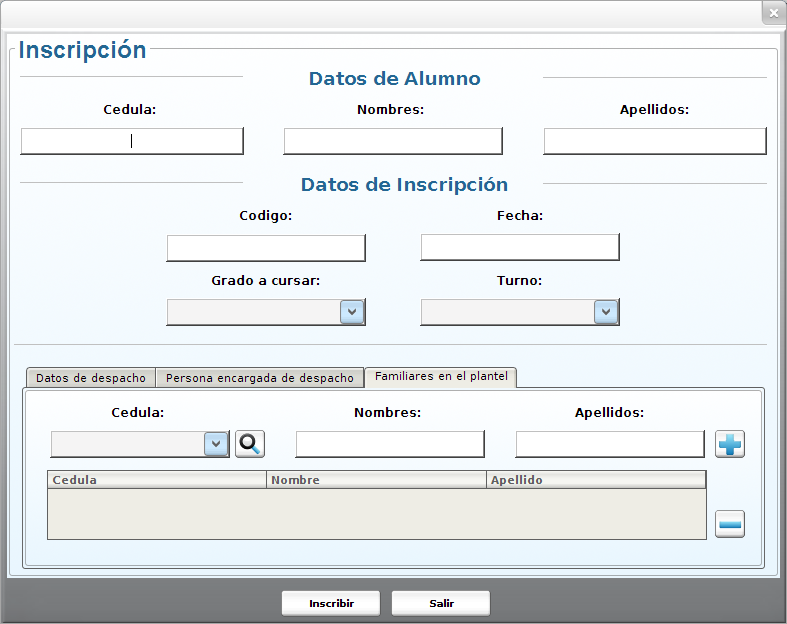 Inscripción
Datos de Alumno
Cedula: Nombres: Apellidos:
Datos de Inscripción
Codigo: Fecha:
Grado a cursar: Turno:
Datos de despacho Persona encargada de despacho Familiares en el plantel
Cedula: Nombres: Apellidos:
Cedula Nombre Apellido
Inscribir Salir